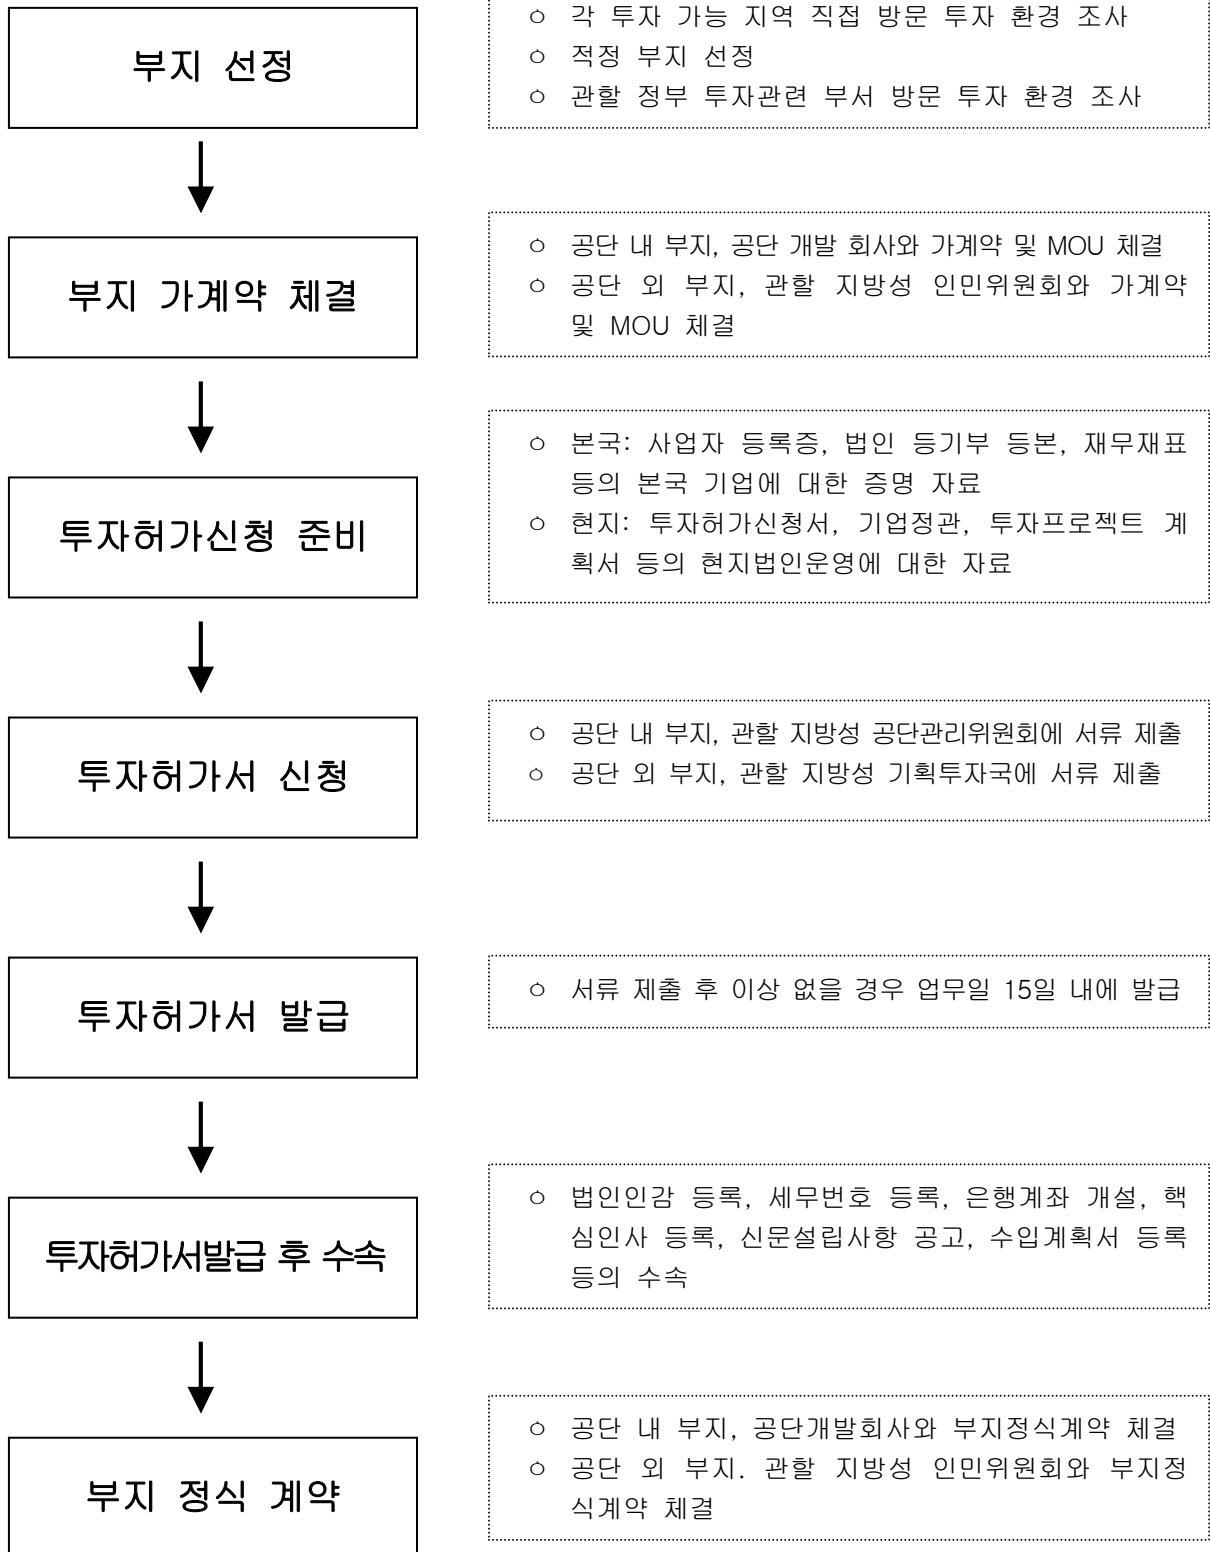 부지 선정
ㅇ 각 투자 가능 지역 직접 방문 투자 환경 조사
ㅇ 적정 부지 선정
ㅇ 관할 정부 투자관련 부서 방문 투자 환경 조사
부지 가계약 체결
ㅇ 공단 내 부지, 공단 개발 회사와 가계약 및 MOU 체결
ㅇ 공단 외 부지, 관할 지방성 인민위원회와 가계약
및 MOU 체결
투자허가신청 준비
ㅇ 본국: 사업자 등록증, 법인 등기부 등본, 재무재표
등의 본국 기업에 대한 증명 자료
ㅇ 현지: 투자허가신청서, 기업정관, 투자프로젝트 계
획서 등의 현지법인운영에 대한 자료
투자허가서 신청
ㅇ 공단 내 부지, 관할 지방성 공단관리위원회에 서류 제출
ㅇ 공단 외 부지, 관할 지방성 기획투자국에 서류 제출
투자허가서 발급
ㅇ 서류 제출 후 이상 없을 경우 업무일 15일 내에 발급
투자허가서발급 후 수속
ㅇ 법인인감 등록, 세무번호 등록, 은행계좌 개설, 핵
심인사 등록, 신문설립사항 공고, 수입계획서 등록
등의 수속
부지 정식 계약
ㅇ 공단 내 부지, 공단개발회사와 부지정식계약 체결
ㅇ 공단 외 부지. 관할 지방성 인민위원회와 부지정
식계약 체결